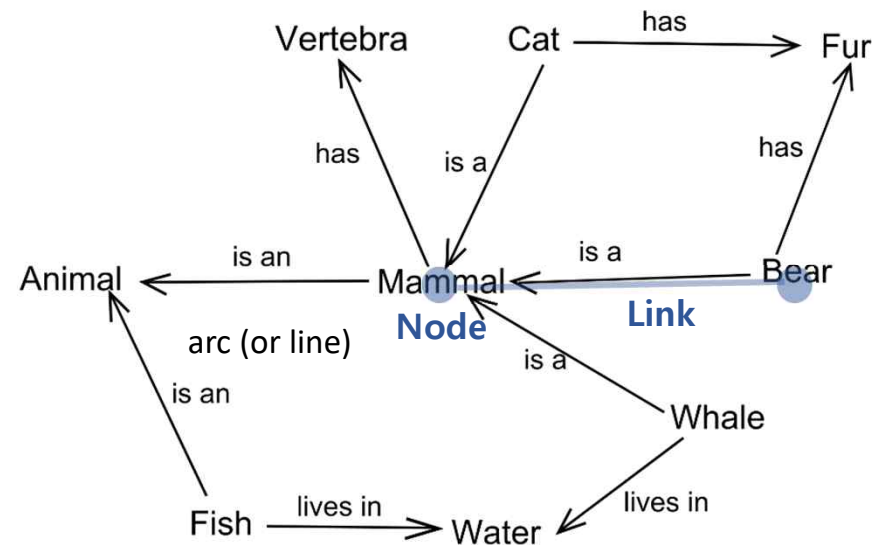 Vertebra
Cat
has
Fur
has
is a
has
Animal
is an
Mammal
is a
Bear
arc (or line)
Node
Link
is an
is a
Whale
Fish
lives in
Water
lives in